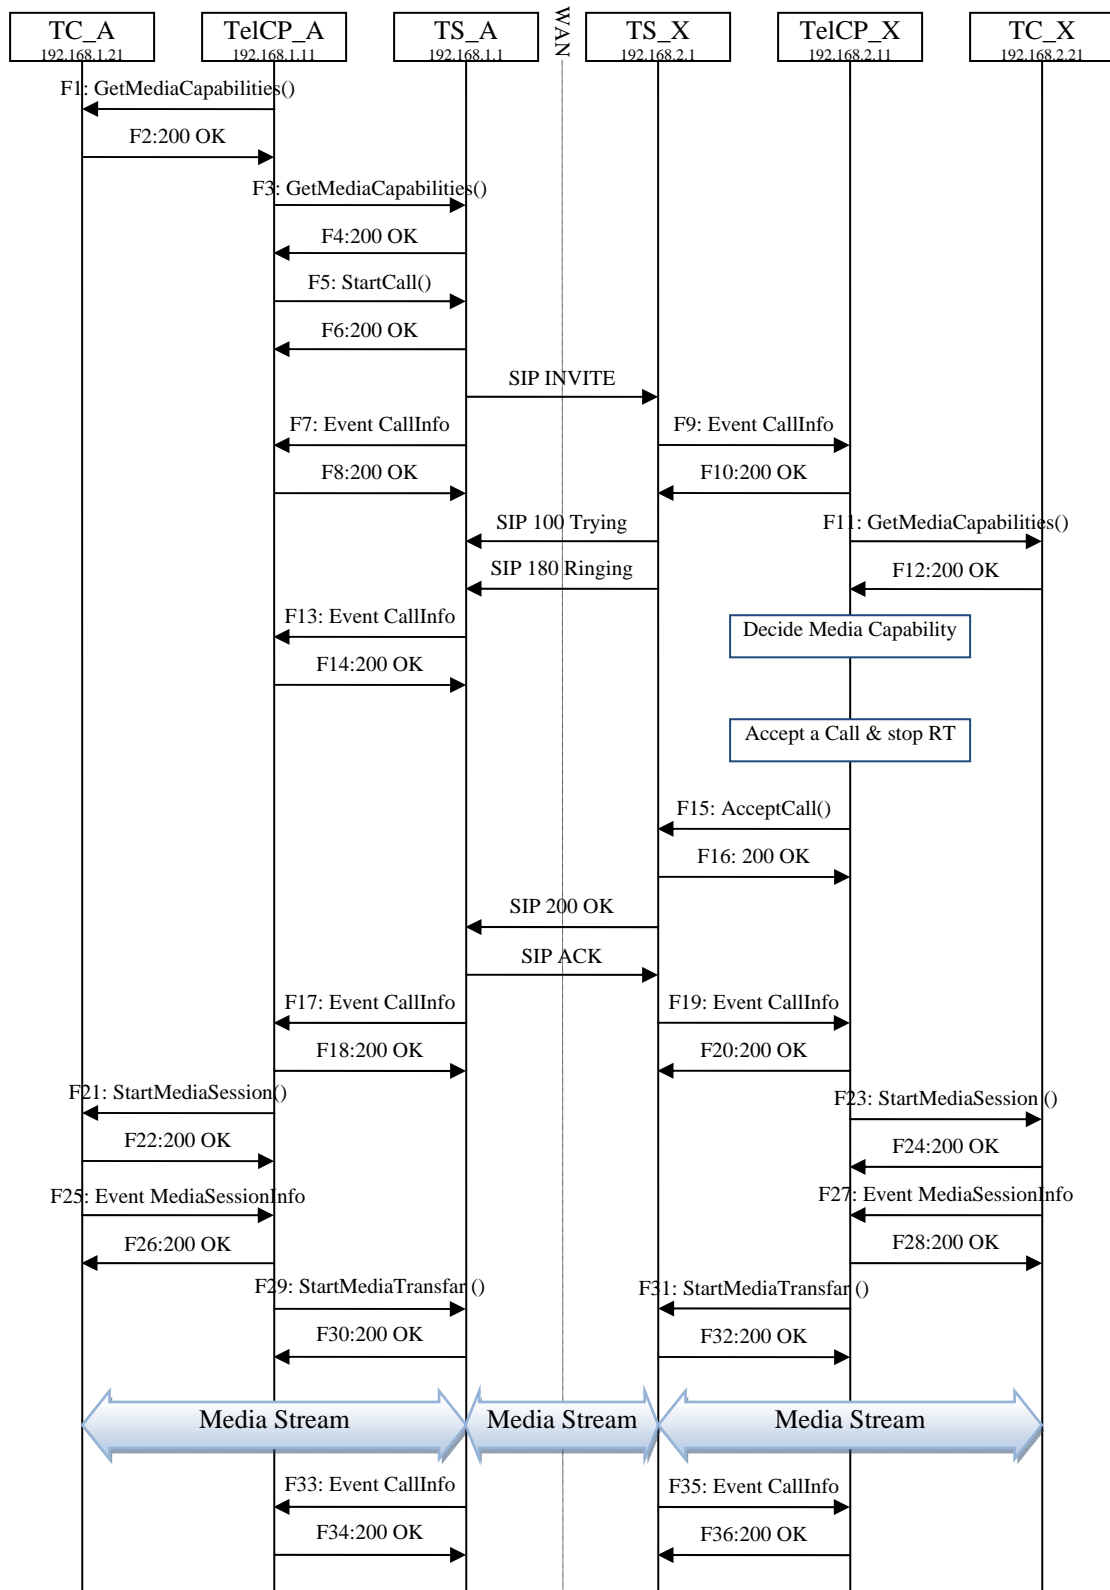 TC_A
192.168.1.21
TelCP_A
192.168.1.11
TS_A
192.168.1.1
WAN
TS_X
192.168.2.1
TelCP_X
192.168.2.11
TC_X
192.168.2.21
F1: GetMediaCapabilities()
F2:200 OK
F3: GetMediaCapabilities()
F4:200 OK
F5: StartCall()
F6:200 OK
SIP INVITE
F7: Event CallInfo
F9: Event CallInfo
F8:200 OK
F10:200 OK
SIP 100 Trying
F11: GetMediaCapabilities()
SIP 180 Ringing
F12:200 OK
F13: Event CallInfo
Decide Media Capability
F14:200 OK
Accept a Call & stop RT
F15: AcceptCall()
F16: 200 OK
SIP 200 OK
SIP ACK
F17: Event CallInfo
F19: Event CallInfo
F18:200 OK
F20:200 OK
F21: StartMediaSession()
F23: StartMediaSession ()
F22:200 OK
F24:200 OK
F25: Event MediaSessionInfo
F27: Event MediaSessionInfo
F26:200 OK
F28:200 OK
F29: StartMediaTransfar ()
F31: StartMediaTransfar ()
F30:200 OK
F32:200 OK
Media Stream
Media Stream
Media Stream
F33: Event CallInfo
F35: Event CallInfo
F34:200 OK
F36:200 OK